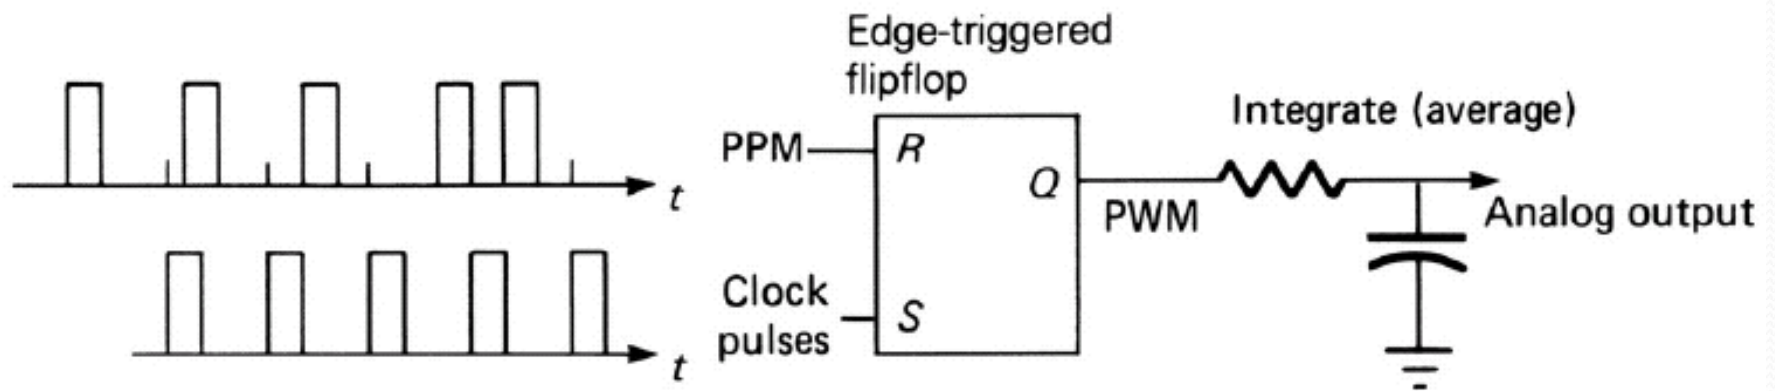 Edge-triggered
flipflop
Integrate (average)
PPM
R
Q
PWM
Analog output
t
Clock
pulses
S
t